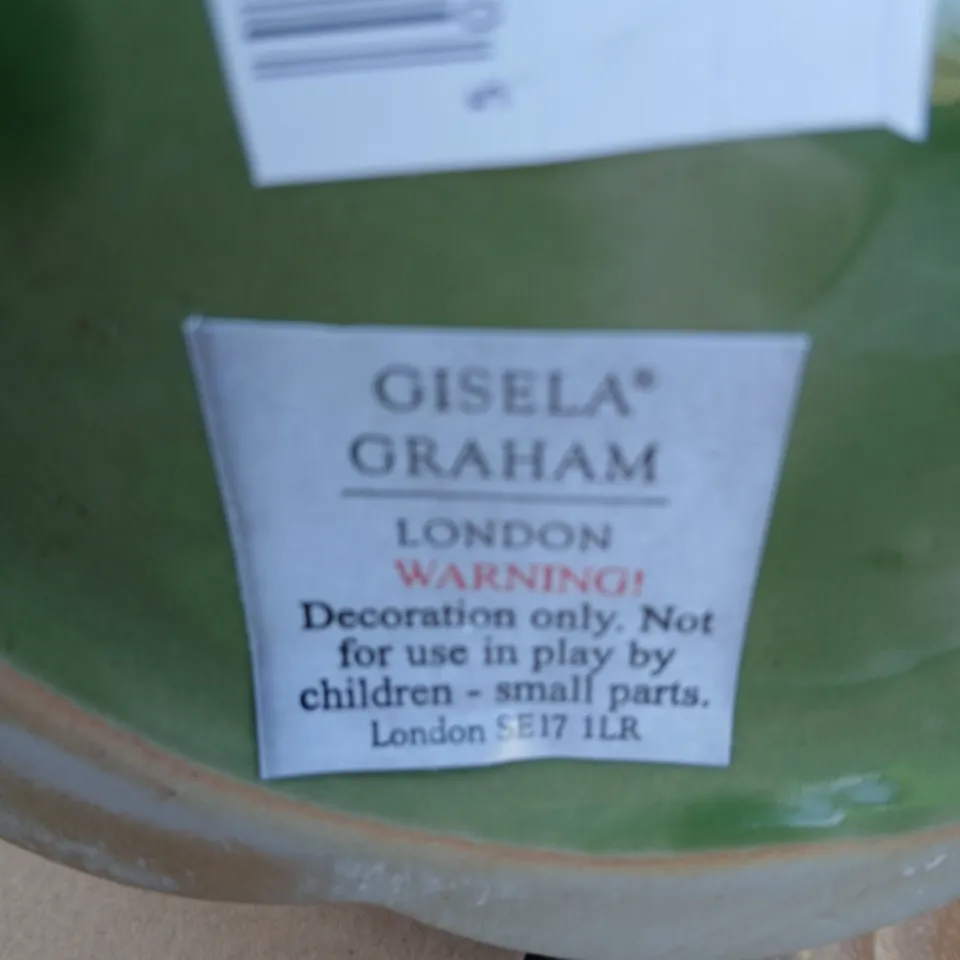 GISELA®
GRAHAM
LONDON
WARNING!
Decoration only. Not
for use in play by
children - small parts.
London SE17 1LR